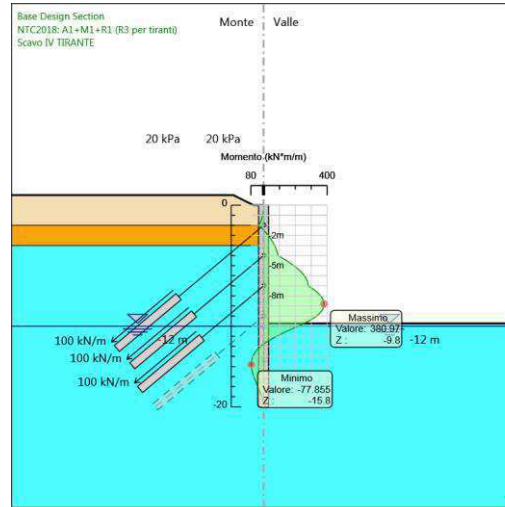 Base Design Section
NTC2018: A1+M1+R1 (R3 per tiranti)
Scavo IV TIRANTE
Monte
Valle
20 kPa
20 kPa
Momento (kN*m/m)
80
400
0
-2m
-5m
-8m
Massimo
Valore: 380.97
Z : -9.8
-12 m
-12 m
100 kN/m
100 kN/m
100 kN/m
Minimo
Valore: -77.855
Z : -15.8
-20